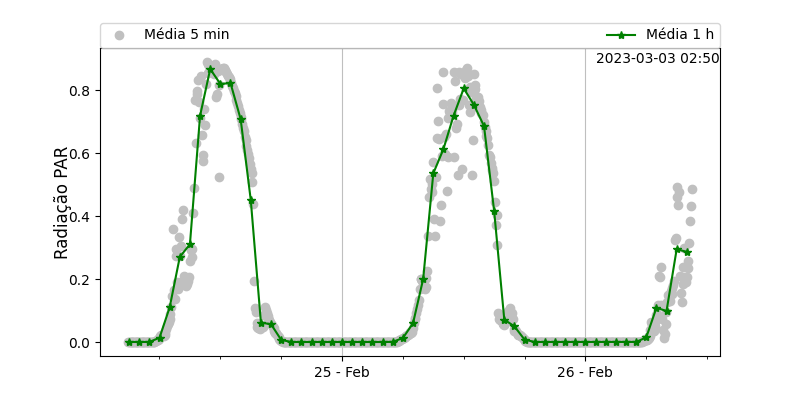 Média 5 min
Média 1 h
2023-03-03 02:50
Radiação PAR
0.8
0.6
0.4
0.2
0.0
25 - Feb
26 - Feb